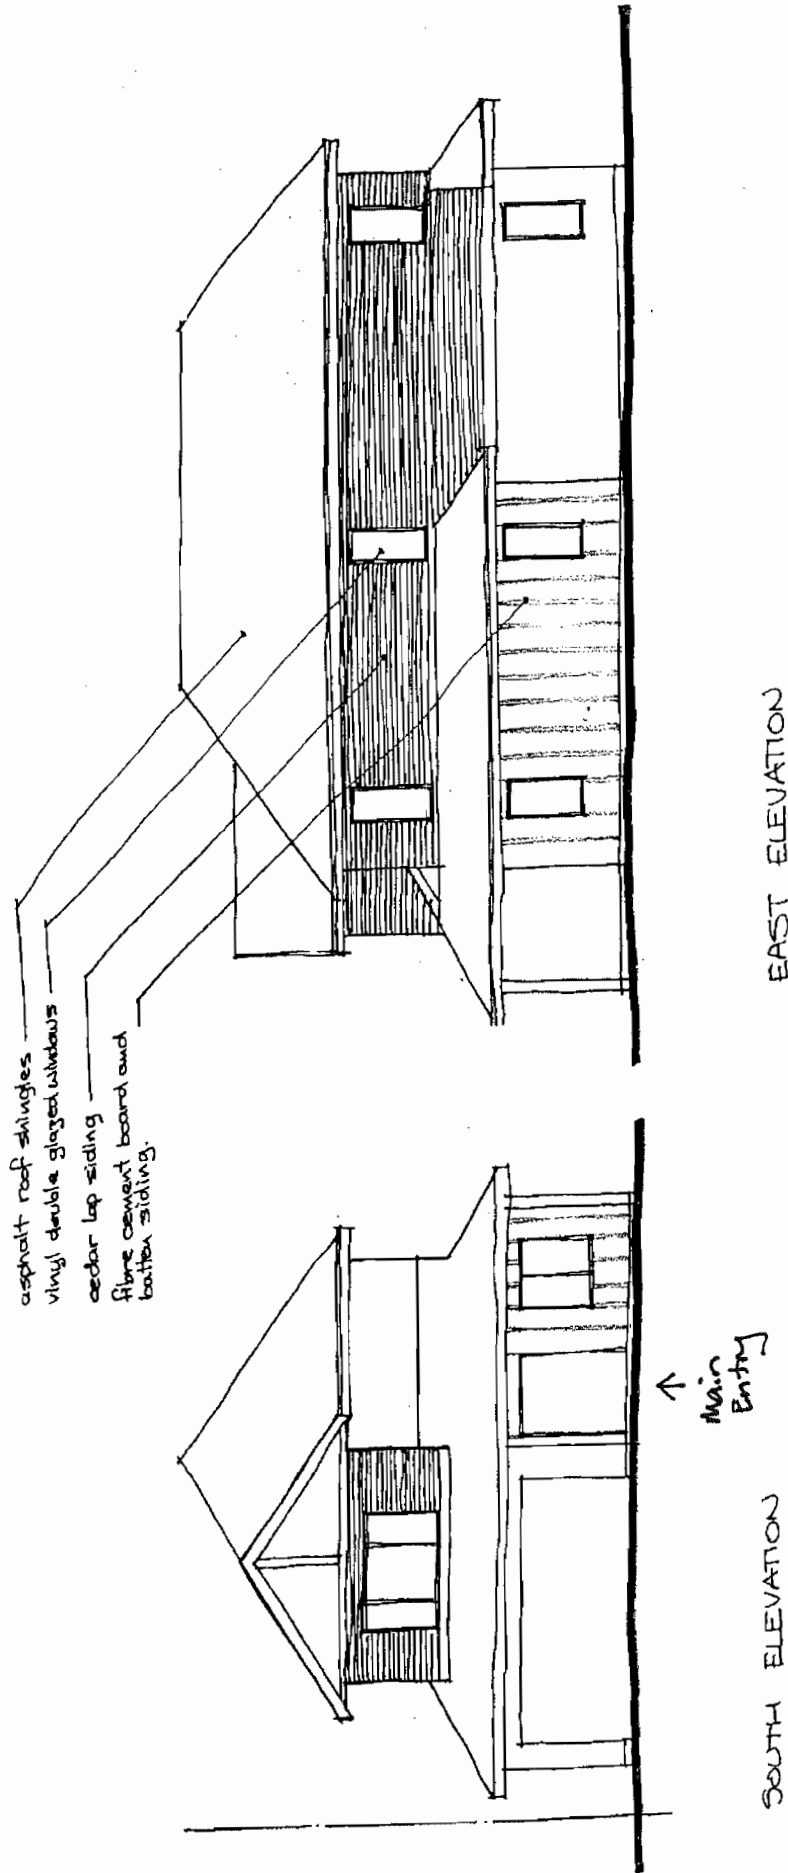 asphalt roof shingles
vinyl double glazed windows
cedar lap siding
fibre cement board and
batten siding.
SOUTH ELEVATION
↑
Main
Entry
EAST ELEVATION